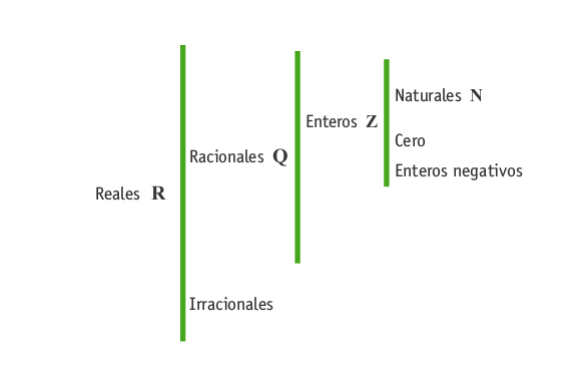 Naturales N
Enteros Z
Cero
Racionales Q
Enteros negativos
Reales R
Irracionales